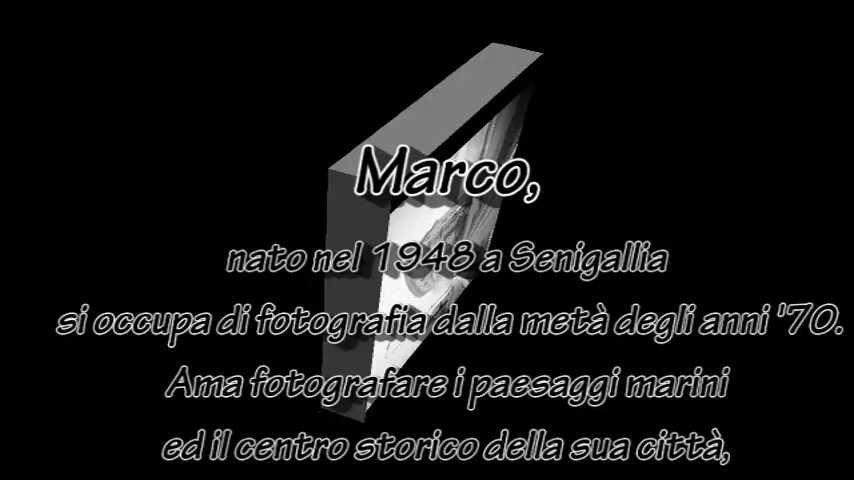 Marco,
nato nel 1948 a Senigallia
si occupa di fotografia dalla metà degli anni '70.
Ama fotografare i paesaggi marini
ed il centro storico della sua città,